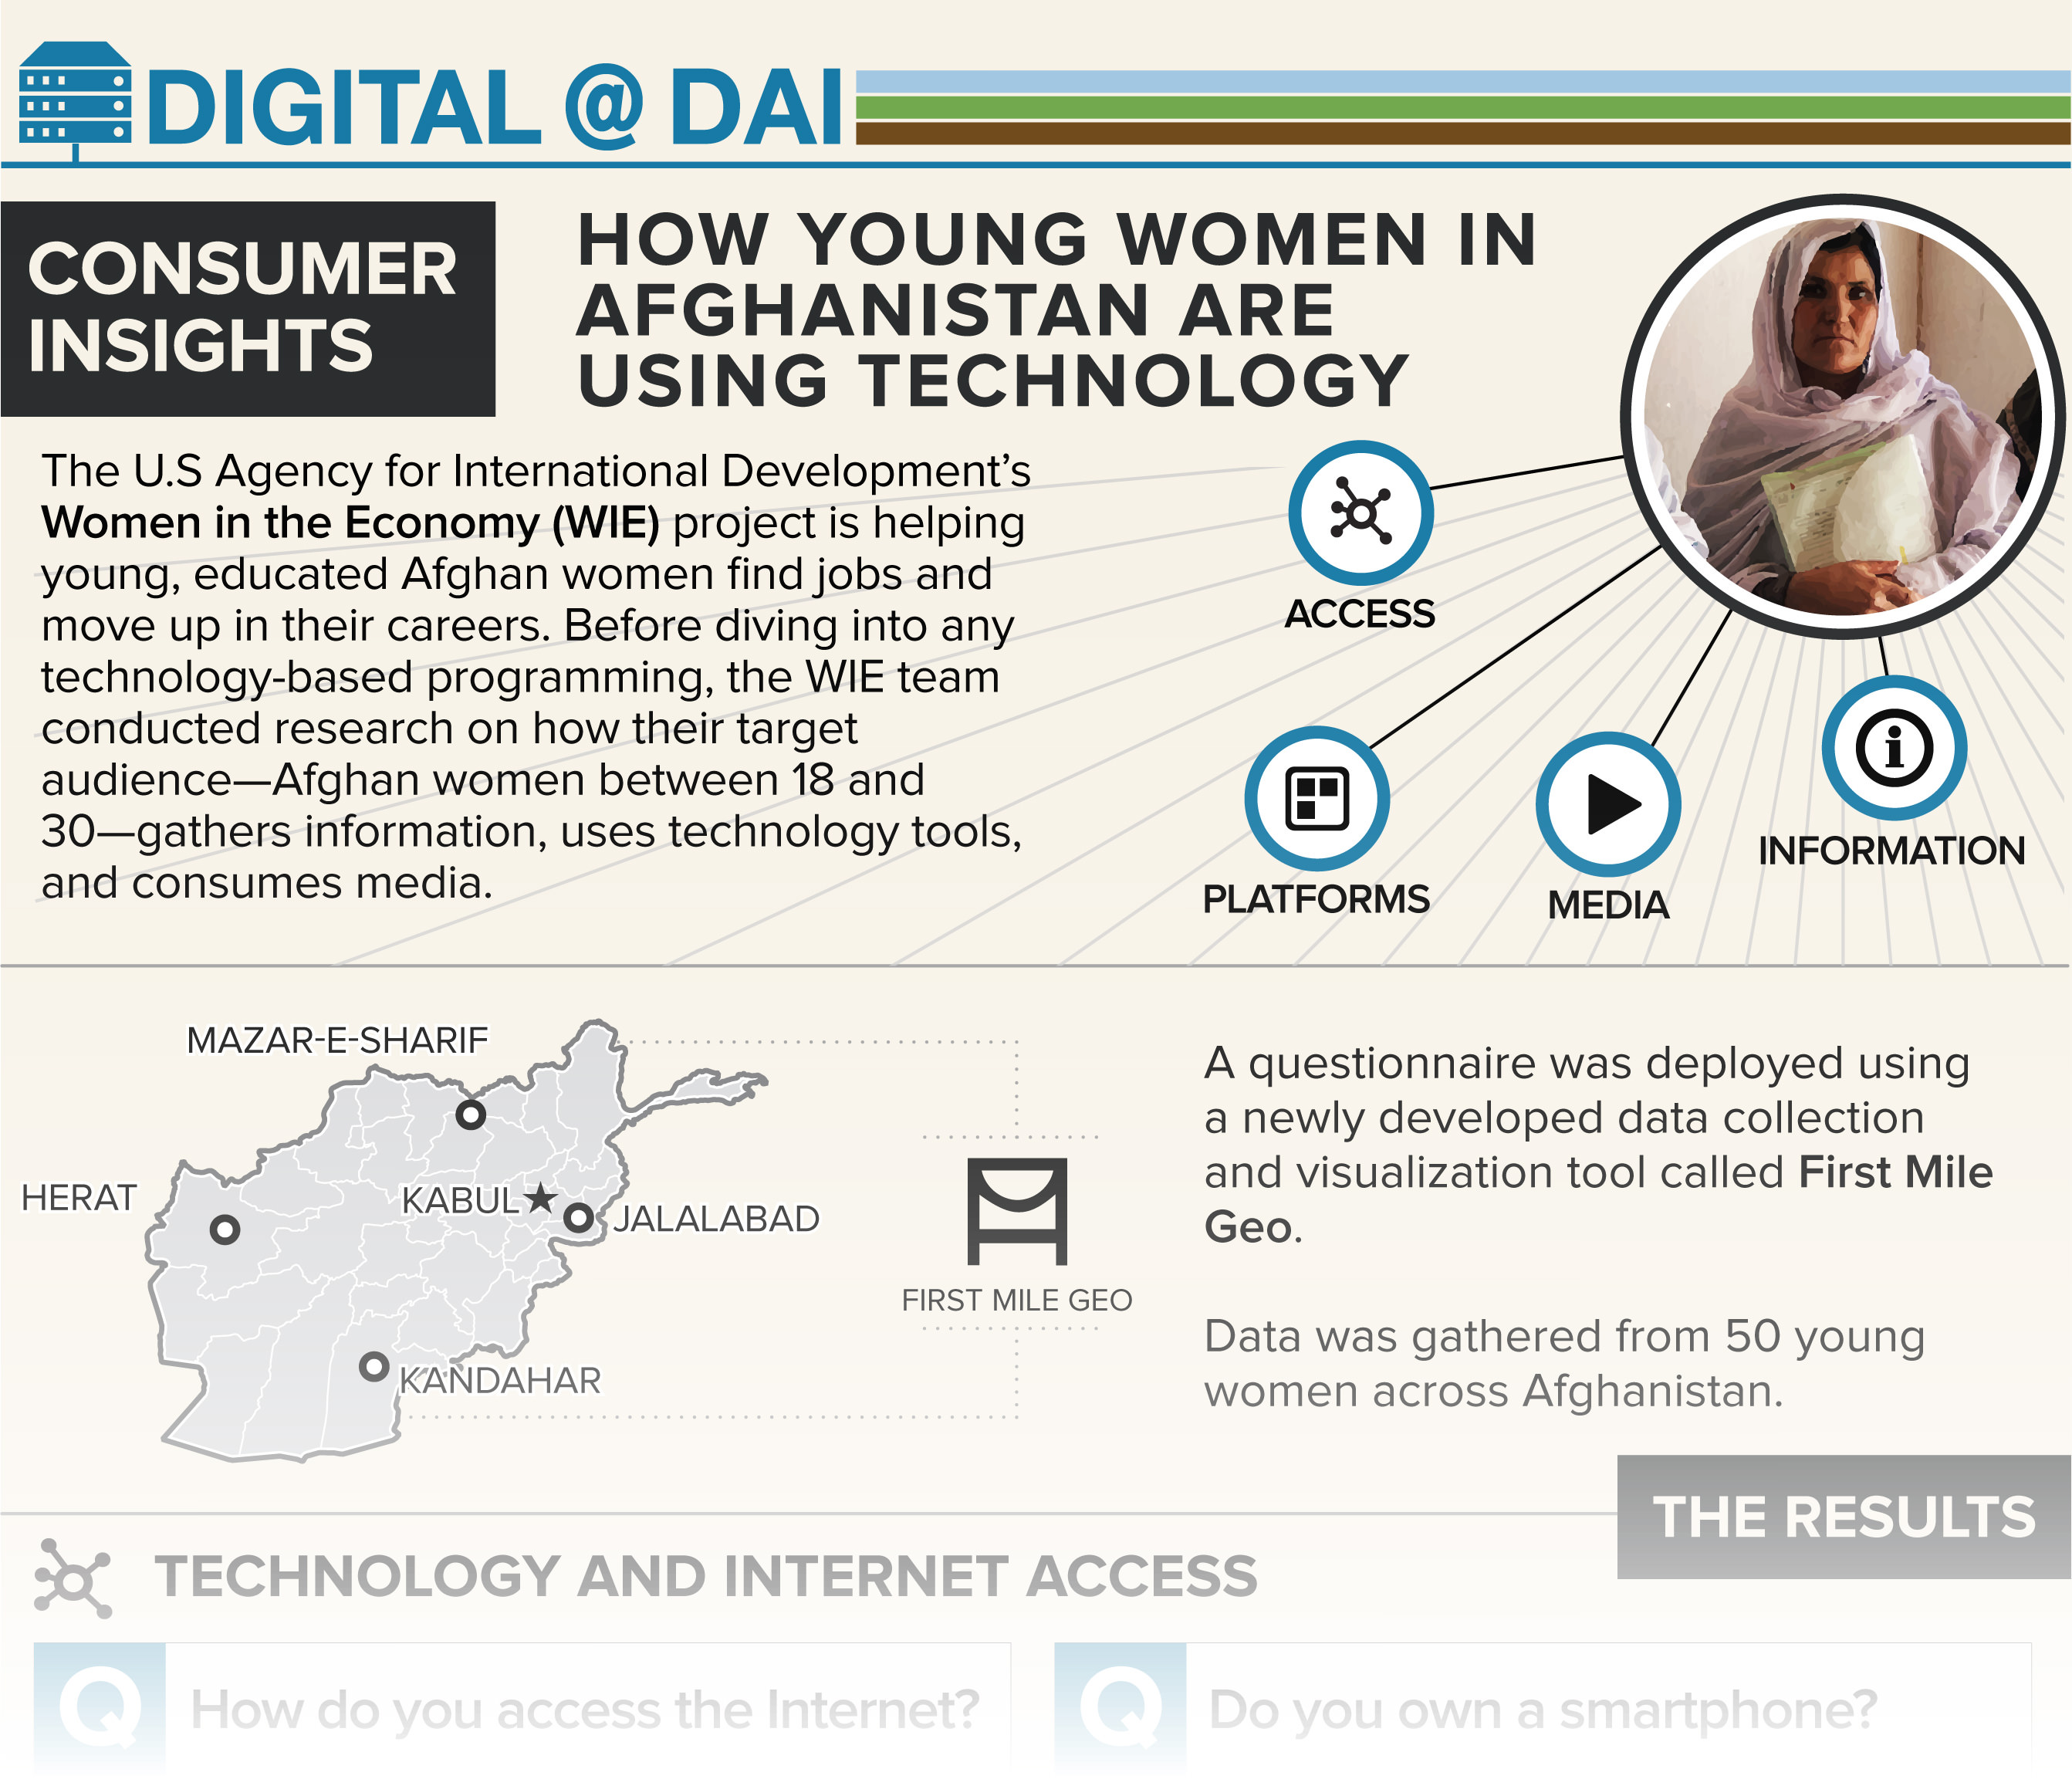 DIGITAL @ DAI
CONSUMER
INSIGHTS
HOW YOUNG WOMEN IN
AFGHANISTAN ARE
USING TECHNOLOGY
The U.S Agency for International Development’s
Women in the Economy (WIE) project is helping
young, educated Afghan women find jobs and
move up in their careers. Before diving into any
technology-based programming, the WIE team
conducted research on how their target
audience—Afghan women between 18 and
30—gathers information, uses technology tools,
and consumes media.
ACCESS
PLATFORMS
MEDIA
INFORMATION
MAZAR-E-SHARIF
HERAT
KABUL
JALALABAD
KANDAHAR
FIRST MILE GEO
A questionnaire was deployed using
a newly developed data collection
and visualization tool called First Mile
Geo.
Data was gathered from 50 young
women across Afghanistan.
THE RESULTS
TECHNOLOGY AND INTERNET ACCESS
Q How do you access the Internet?
Q Do you own a smartphone?